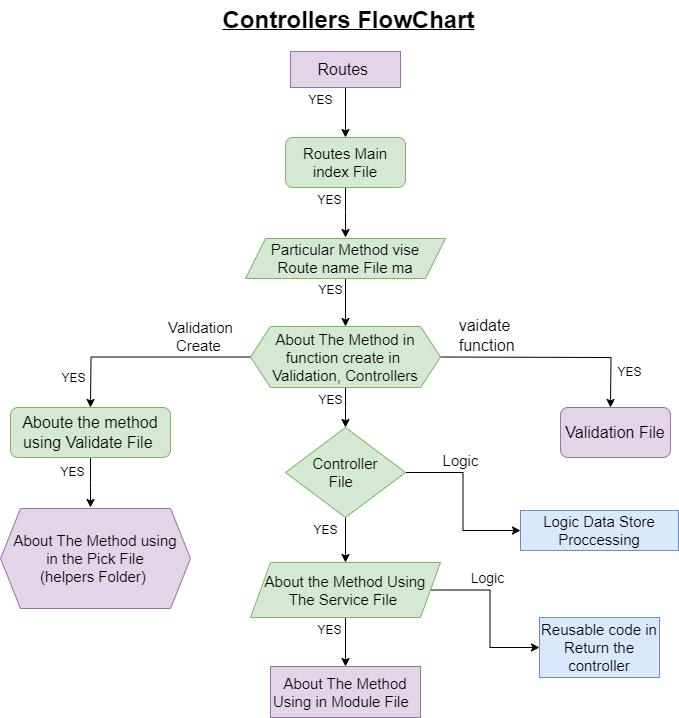 Controllers FlowChart
Routes
YES
Routes Main
index File
YES
Particular Method vise
Route name File ma
YES
Validation
Create
About The Method in
function create in
Validation, Controllers
vaidate
function
YES
YES
YES
Aboute the method
using Validate File
Validation File
Controller
File
Logic
YES
About The Method using
in the Pick File
(helpers Folder)
Logic Data Store
Proccessing
YES
About the Method Using
The Service File
Logic
YES
Reusable code in
Return the
controller
About The Method
Using in Module File